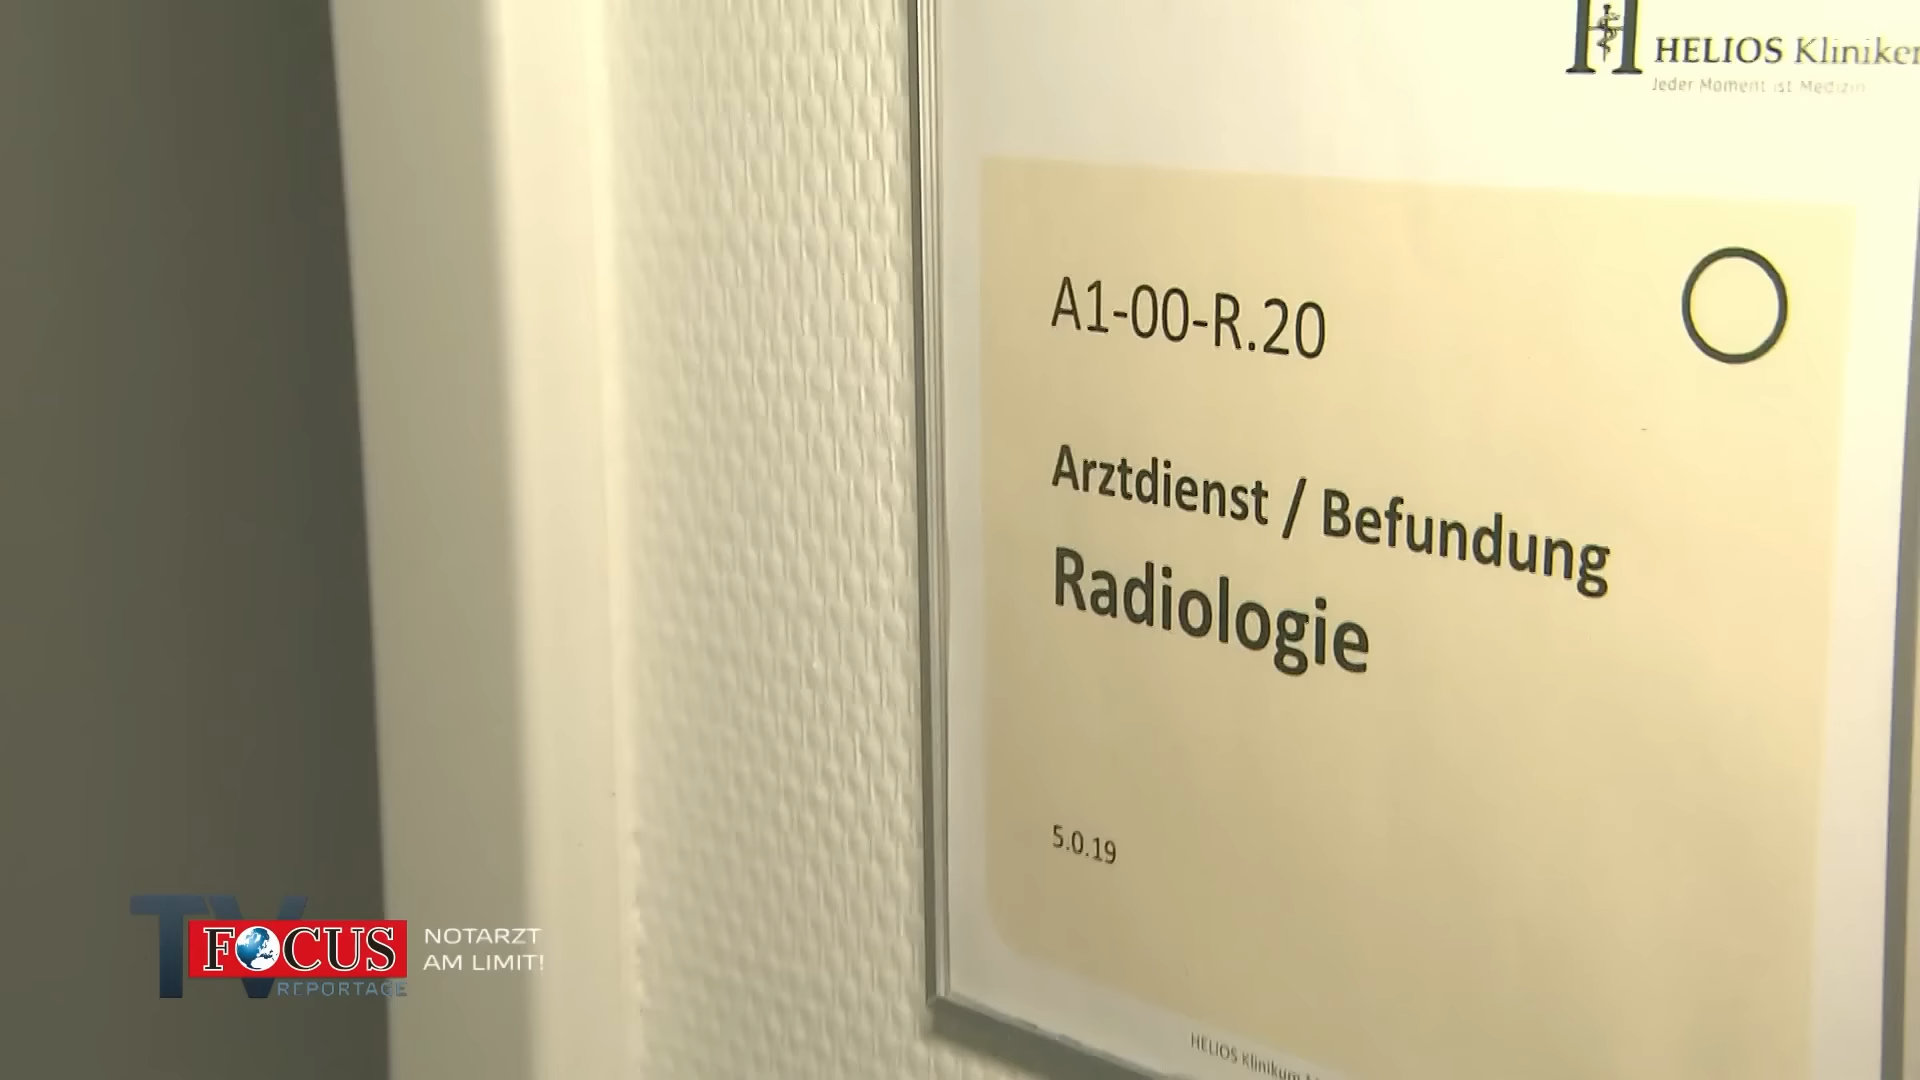 HELIOS Kliniken
Jeder Moment ist Medizin
A1-00-R.20
Arztdienst / Befundung
Radiologie
5.0.19
HELIOS Klinikum
TV
FOCUS
REPORTAGE
NOTARZT
AM LIMIT!